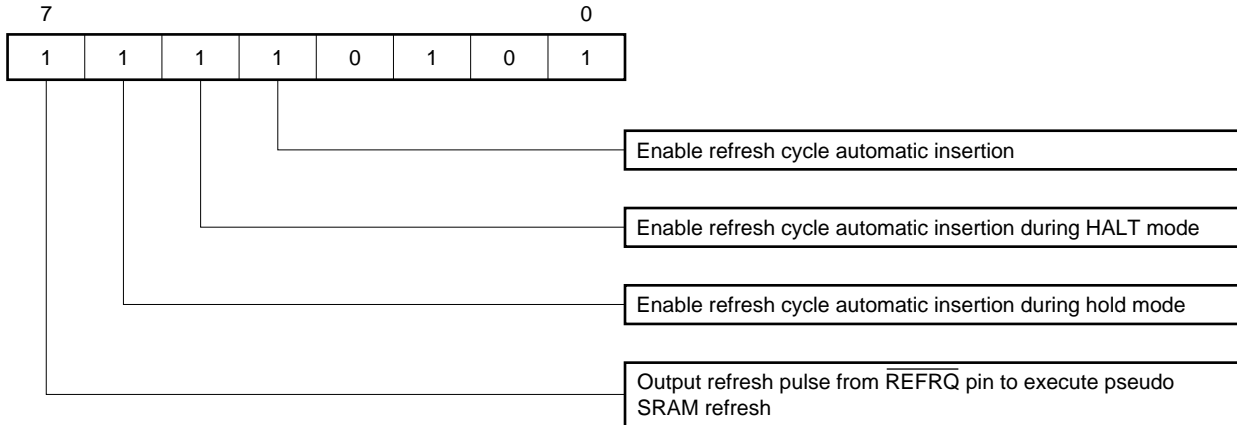 7 0
1 1 1 1 0 1 0 1
Enable refresh cycle automatic insertion
Enable refresh cycle automatic insertion during HALT mode
Enable refresh cycle automatic insertion during hold mode
Output refresh pulse from R̅E̅F̅R̅Q̅ pin to execute pseudo
SRAM refresh